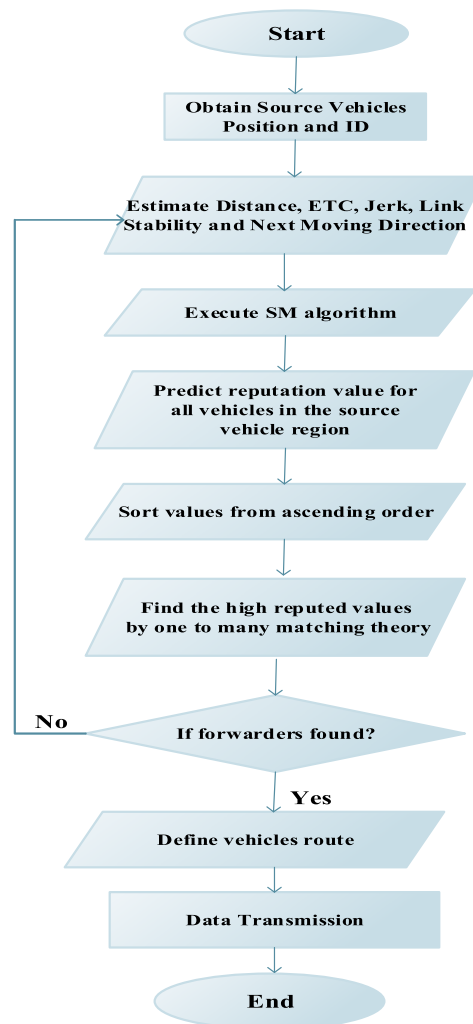 Start
Obtain Source Vehicles
Position and ID
Estimate Distance, ETC, Jerk, Link
Stability and Next Moving Direction
Execute SM algorithm
Predict reputation value for
all vehicles in the source
vehicle region
Sort values from ascending order
Find the high reputed values
by one to many matching theory
No
If forwarders found?
Yes
Define vehicles route
Data Transmission
End